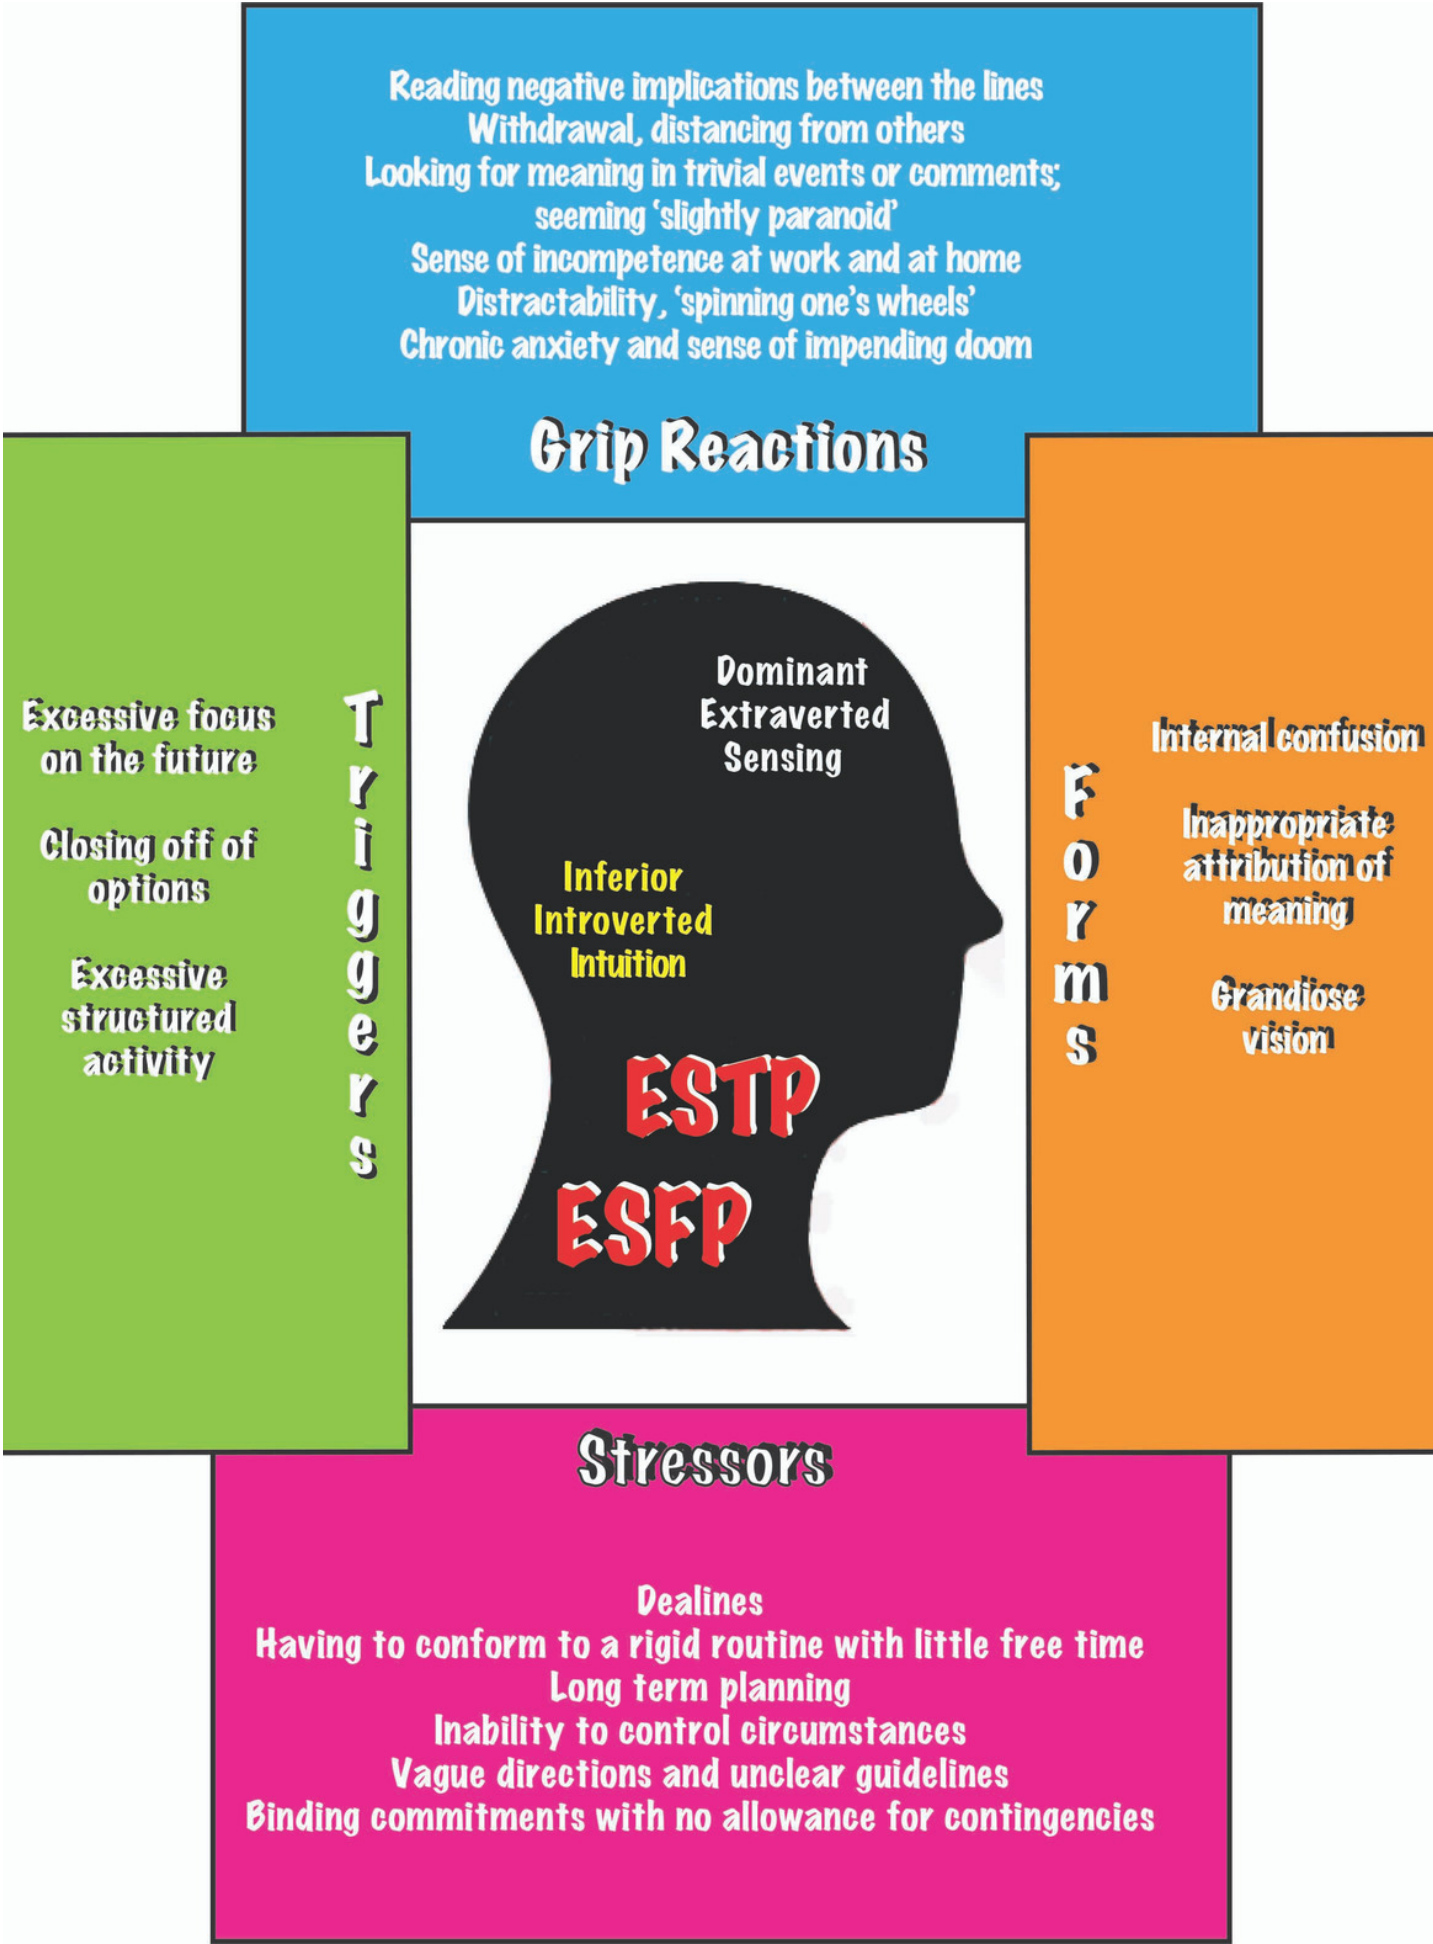 Reading negative implications between the lines
Withdrawal, distancing from others
Looking for meaning in trivial events or comments;
seeming ‘slightly paranoid’
Sense of incompetence at work and at home
Distractability, ‘spinning one’s wheels’
Chronic anxiety and sense of impending doom
Grip Reactions
Excessive focus
on the future
Closing off of
options
Excessive
structured
activity
Triggers
Dominant
Extraverted
Sensing
Inferior
Introverted
Intuition
ESTP
ESFP
Forms
Internal confusion
Inappropriate
attribution of
meaning
Grandiose
vision
Stressors
Dealines
Having to conform to a rigid routine with little free time
Long term planning
Inability to control circumstances
Vague directions and unclear guidelines
Binding commitments with no allowance for contingencies